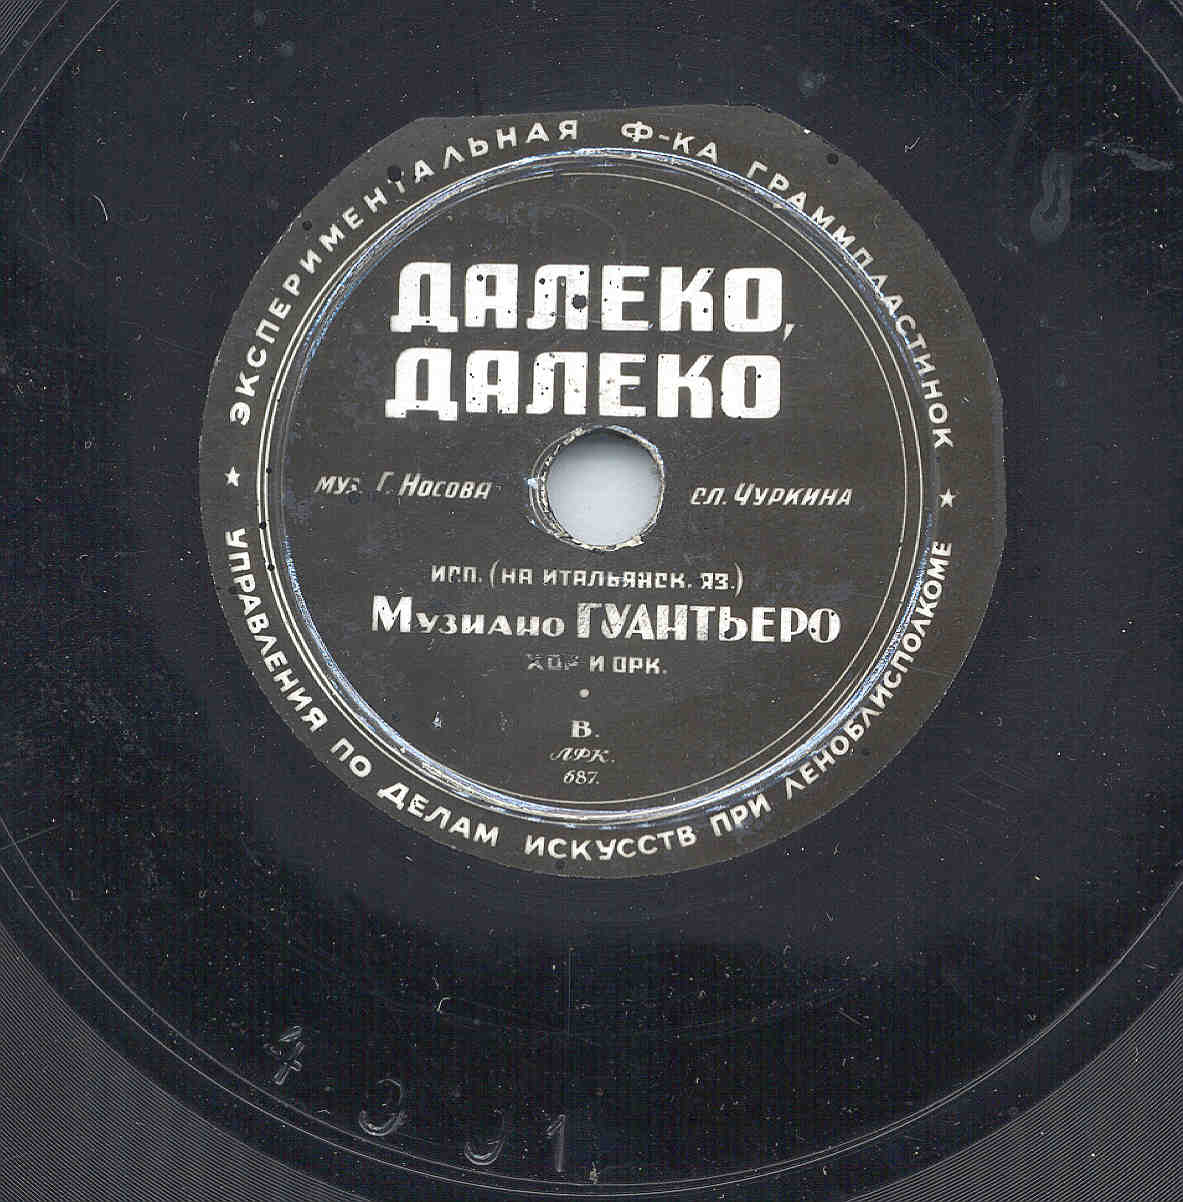 ЭКСПЕРИМЕНТАЛЬНАЯ Ф-КА ГРАММПЛАСТИНОК
ДАЛЕКО,
ДАЛЕКО
муз. Г. Носова сл. Чуркина
исп. (на итальянск. яз.)
Музиано ГУАНТЬЕРО
ХОР И ОРК.
В.
ЛРК.
687.
★ УПРАВЛЕНИЯ ПО ДЕЛАМ ИСКУССТВ ПРИ ЛЕНОБЛИСПОЛКОМЕ ★